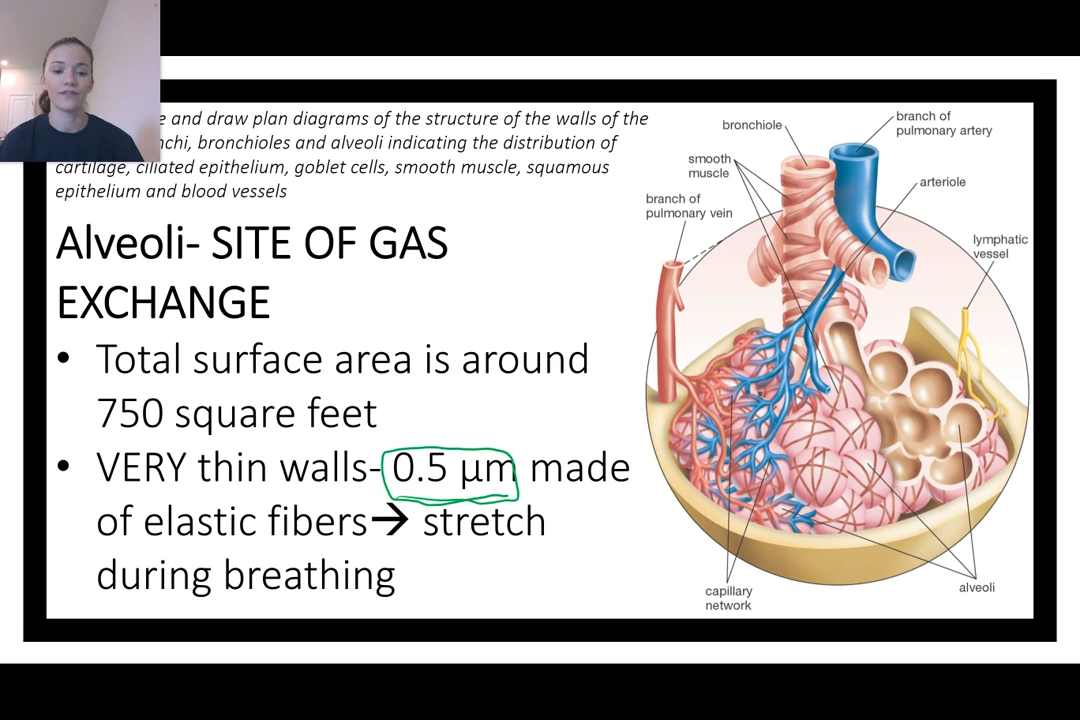 e and draw plan diagrams of the structure of the walls of the
nchi, bronchioles and alveoli indicating the distribution of
cartilage, ciliated epithelium, goblet cells, smooth muscle, squamous
epithelium and blood vessels
Alveoli- SITE OF GAS
EXCHANGE
• Total surface area is around
750 square feet
• VERY thin walls- 0.5 µm made
of elastic fibers→ stretch
during breathing
bronchiole
branch of
pulmonary artery
smooth
muscle
arteriole
branch of
pulmonary vein
lymphatic
vessel
capillary
network
alveoli